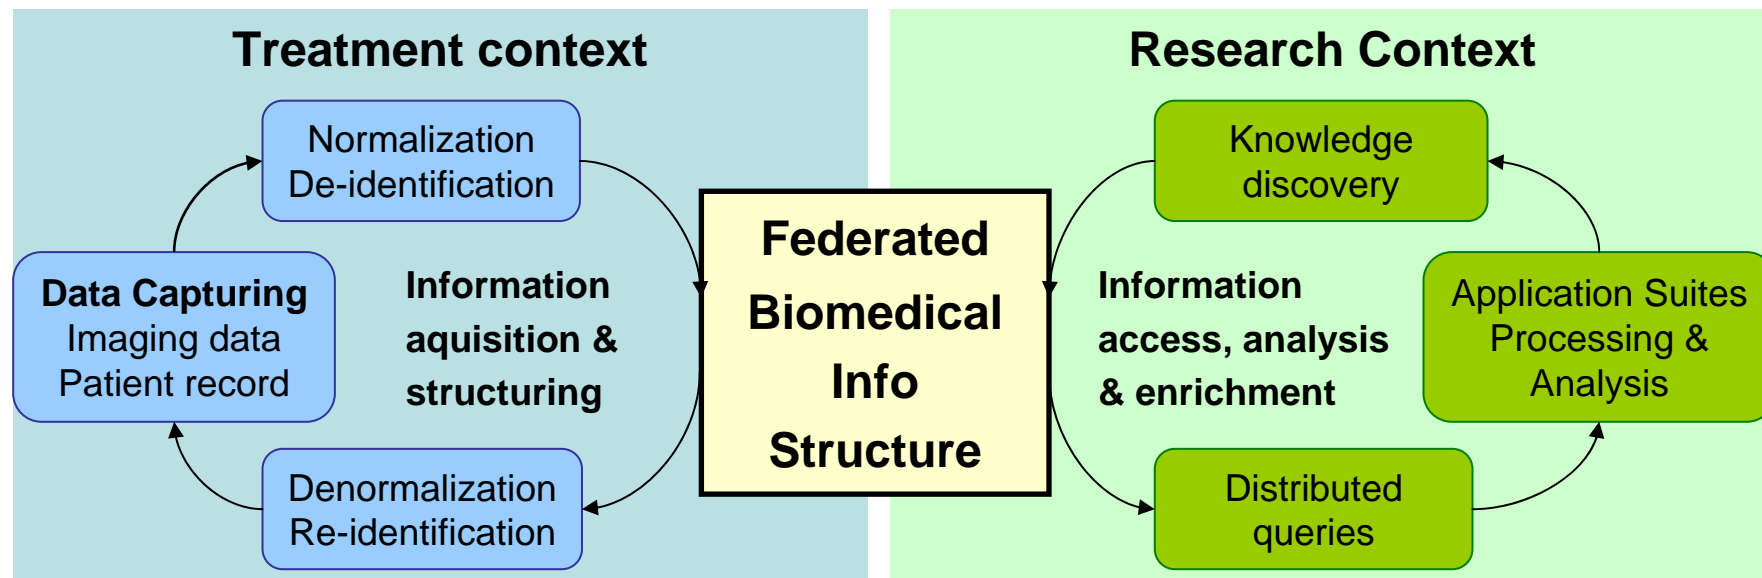 Treatment context
Normalization
De-identification
Data Capturing
Imaging data
Patient record
Information
aquisition &
structuring
Denormalization
Re-identification
Federated
Biomedical
Info
Structure
Research Context
Knowledge
discovery
Information
access, analysis
& enrichment
Application Suites
Processing &
Analysis
Distributed
queries